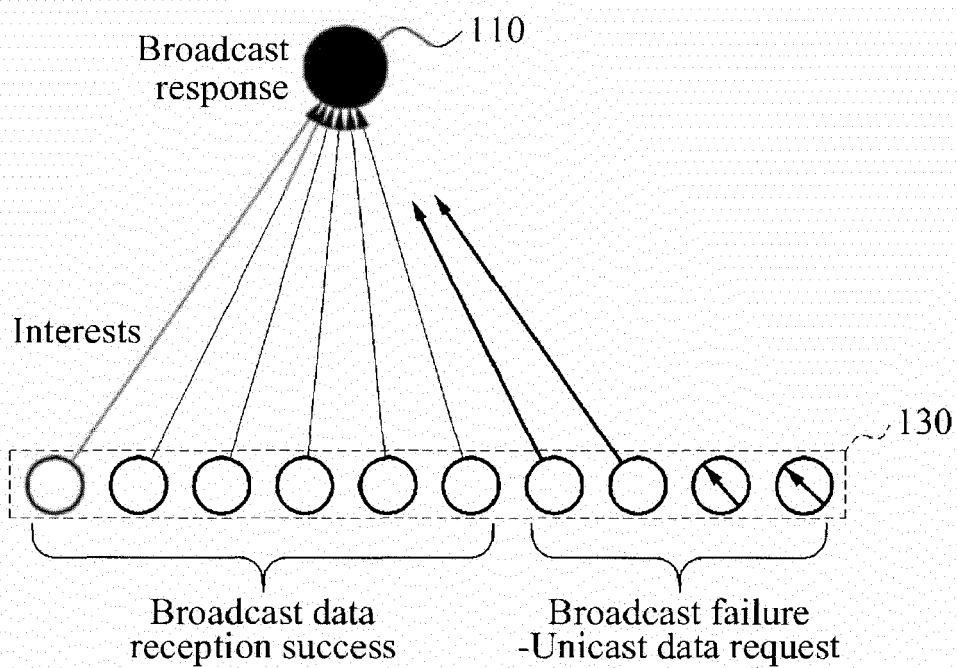 110
Broadcast
response
Interests
130
Broadcast data
reception success
Broadcast failure
-Unicast data request